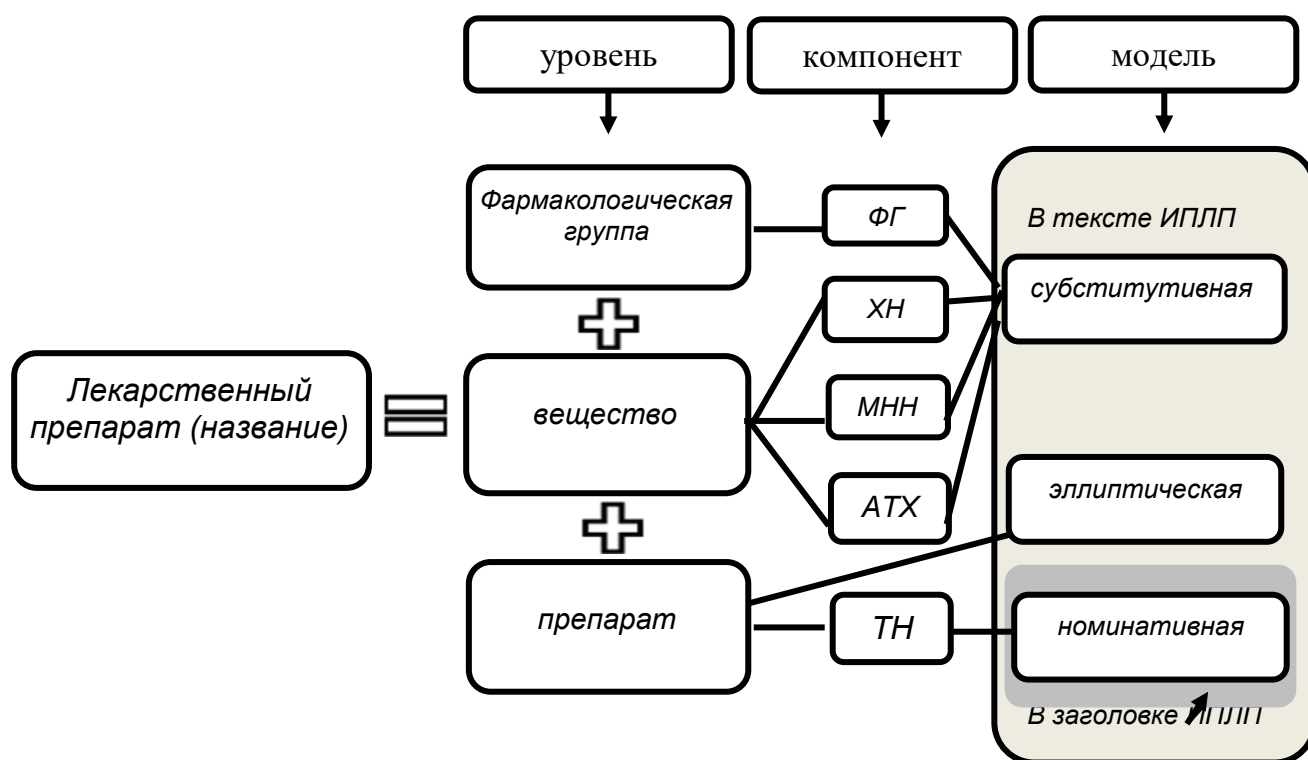 уровень
компонент
модель
Фармакологическая
группа
ФГ
В тексте ИПЛП
субститутивная
ХН
Лекарственный
препарат (название)
вещество
МНН
АТХ
эллиптическая
препарат
ТН
номинативная
В заголовке ИПЛП